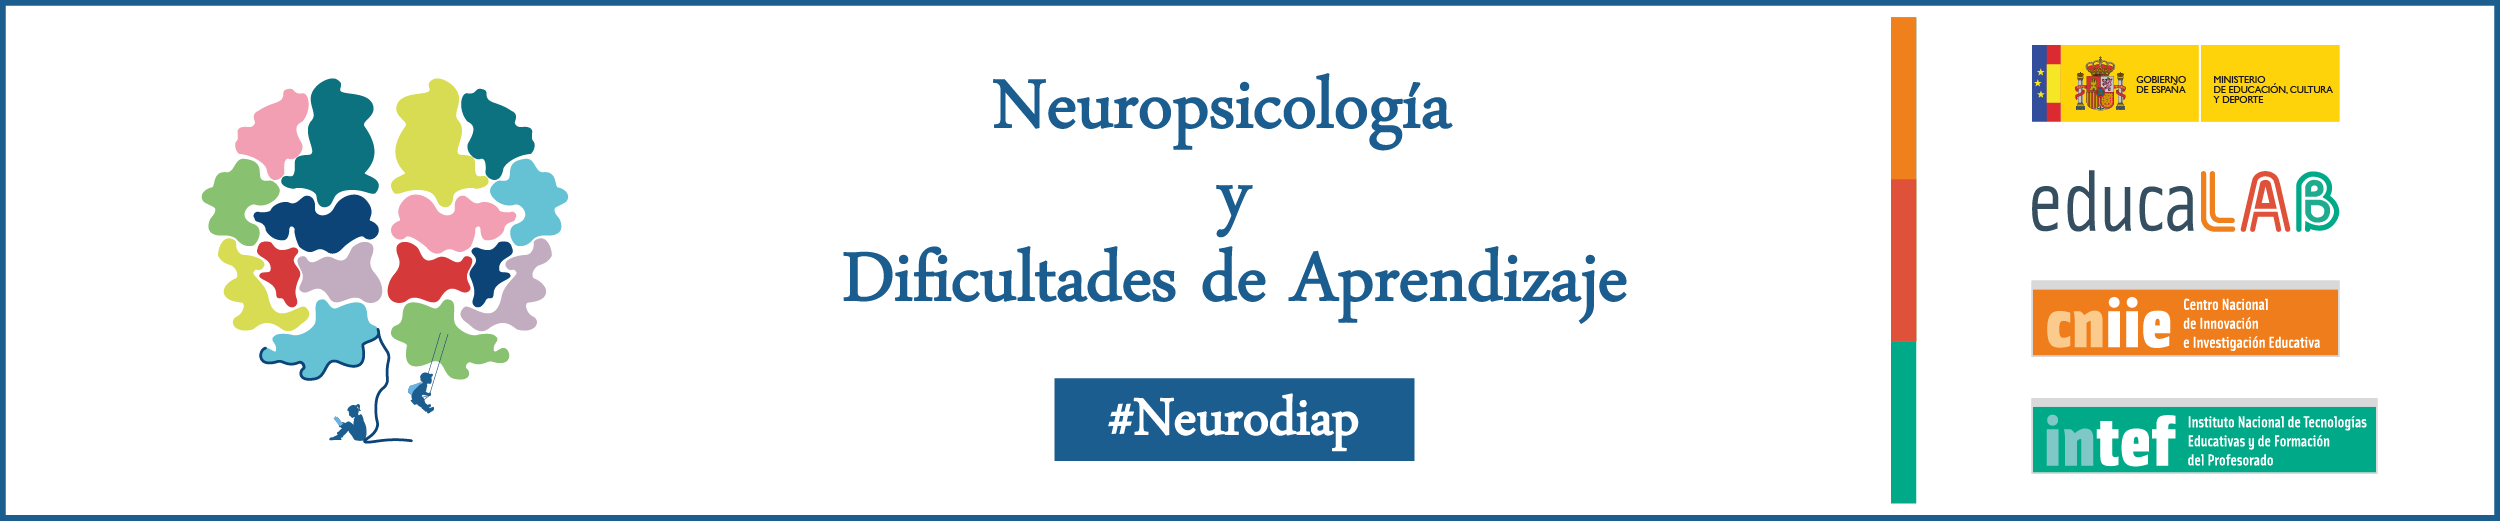 Neuropsicología
y
Dificultades de Aprendizaje
#Neurodiap
GOBIERNO
DE ESPAÑA
MINISTERIO
DE EDUCACIÓN, CULTURA
Y DEPORTE
educaLAB
cniie
Centro Nacional
de Innovación
e Investigación Educativa
intef
Instituto Nacional de Tecnologías
Educativas y de Formación
del Profesorado